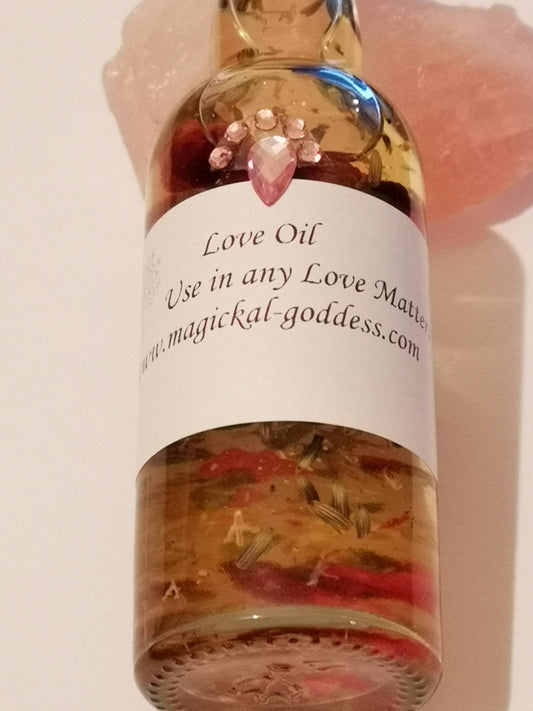 Love Oil
Use in any Love Matter
www.magickal-goddess.com